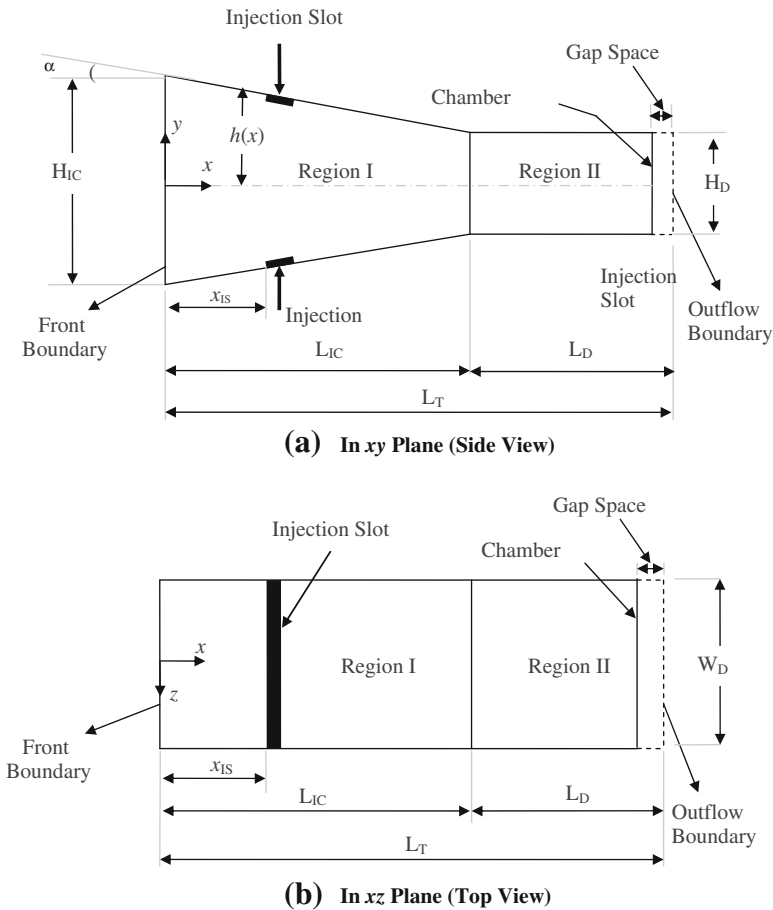 Injection Slot
Gap Space
α
(
Chamber
y
h(x)
H_IC
x
Region I
Region II
H_D
x_IS
Injection
Injection
Slot
Front
Boundary
Outflow
Boundary
L_IC
L_D
L_T
(a) In xy Plane (Side View)
Gap Space
Injection Slot
Chamber
x
Region I
Region II
W_D
z
Front
Boundary
x_IS
L_IC
L_D
Outflow
Boundary
L_T
(b) In xz Plane (Top View)